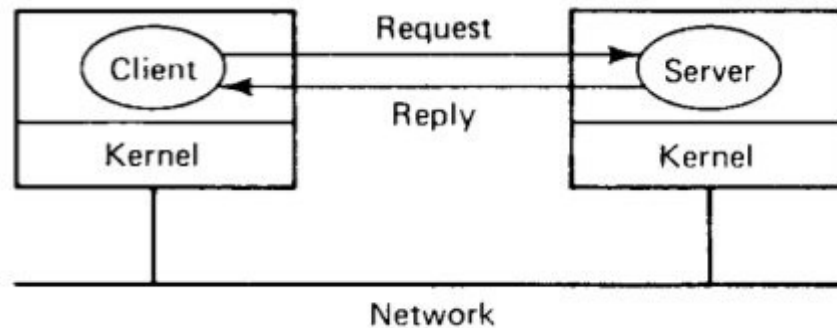 Request
Client
Server
Reply
Kernel
Kernel
Network